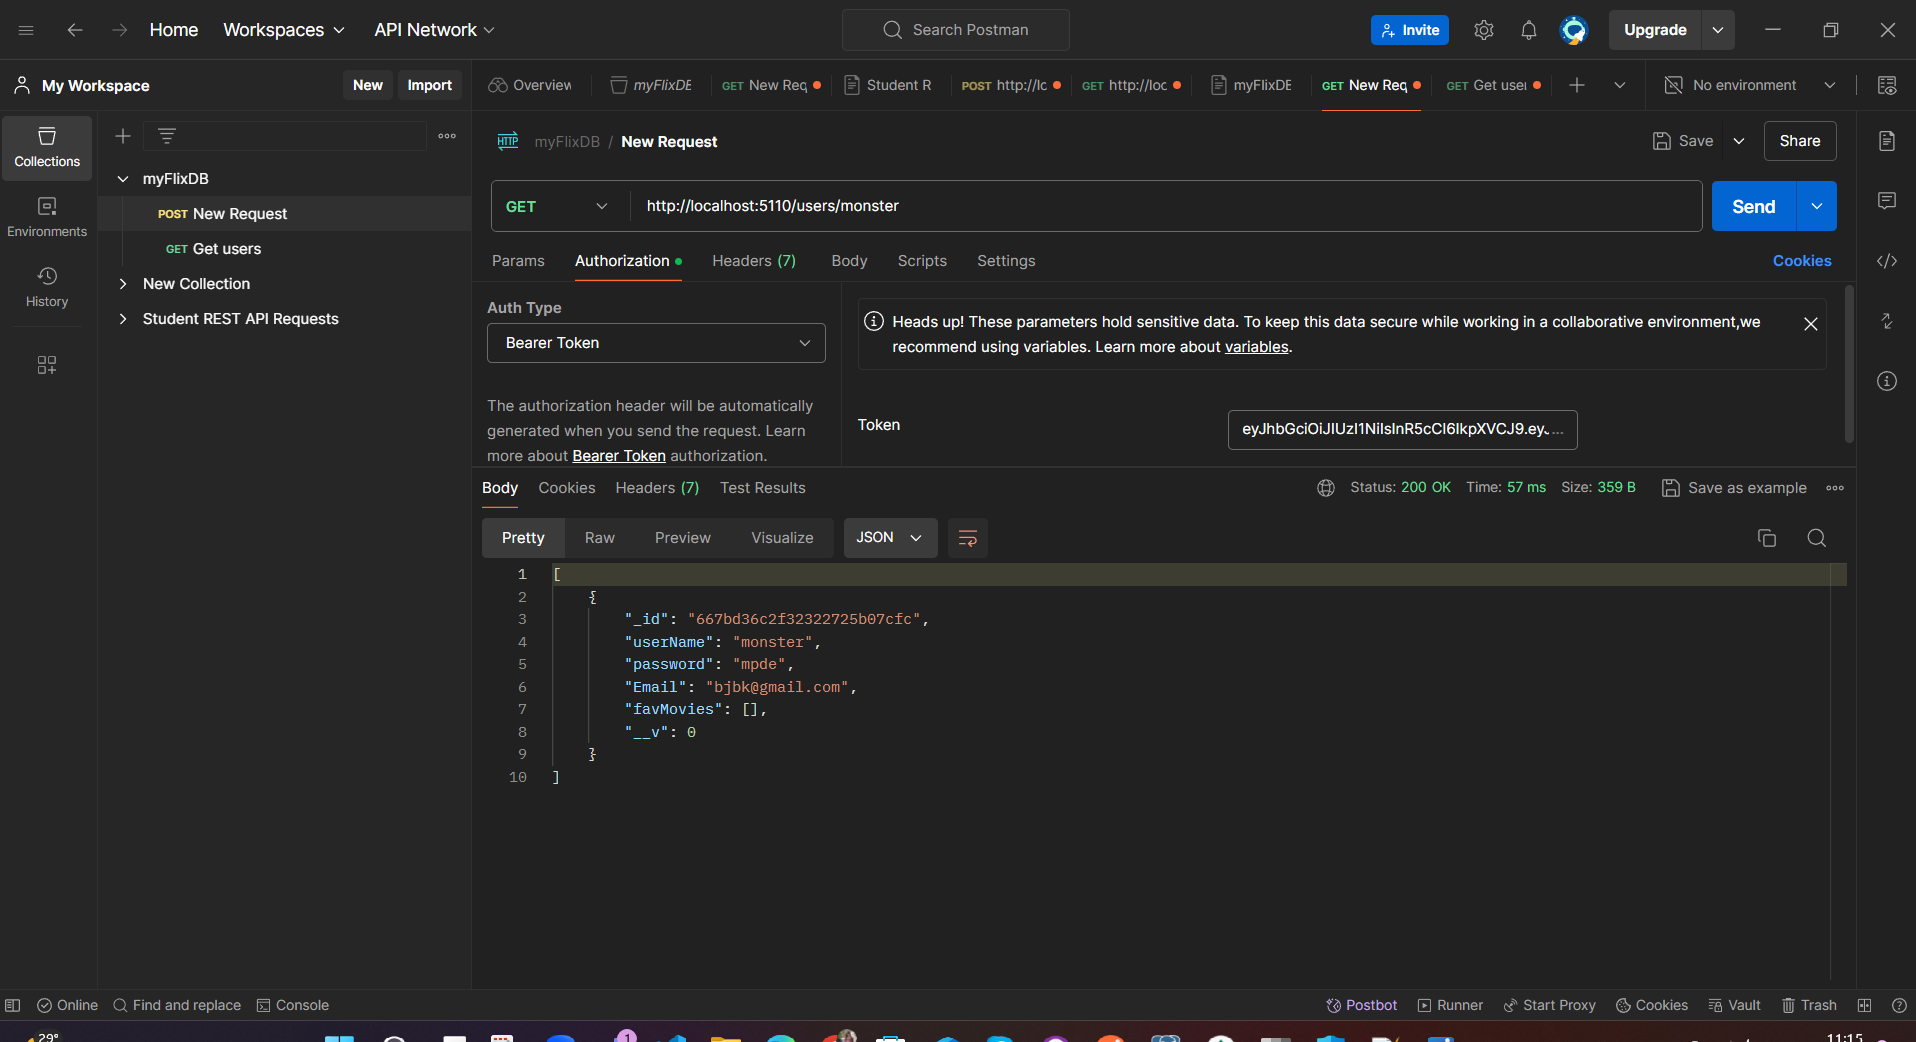 Home Workspaces API Network Search Postman Invite Upgrade
My Workspace New Import
Overview myFlixDB GET New Req Student R POST http://lo GET http://loc myFlixDB GET New Req GET Get user No environment
Collections
Environments
History
myFlixDB
POST New Request
GET Get users
New Collection
Student REST API Requests
HTTP myFlixDB / New Request Save Share
GET http://localhost:5110/users/monster Send
Params Authorization Headers (7) Body Scripts Settings Cookies
Auth Type
Bearer Token
The authorization header will be automatically
generated when you send the request. Learn
more about Bearer Token authorization.
Heads up! These parameters hold sensitive data. To keep this data secure while working in a collaborative environment,we
recommend using variables. Learn more about variables.
Token eyJhbGciOiJIUzI1NiIsInR5cCI6IkpXVCJ9.eyJ...
Body Cookies Headers (7) Test Results Status: 200 OK Time: 57 ms Size: 359 B Save as example
Pretty Raw Preview Visualize JSON
1 [
2 {
3 "_id": "667bd36c2f32322725b07cfc",
4 "userName": "monster",
5 "password": "mpde",
6 "Email": "bjbk@gmail.com",
7 "favMovies": [],
8 "__v": 0
9 }
10 ]
Online Find and replace Console Postbot Runner Start Proxy Cookies Vault Trash
29° 1 11:15